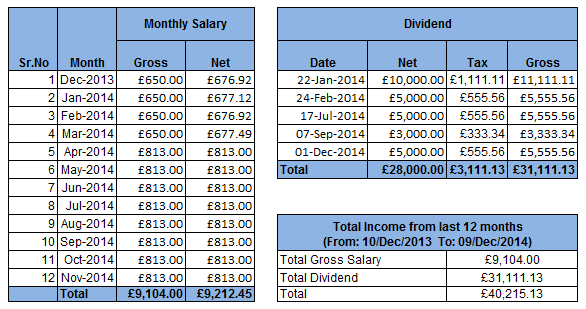 Monthly Salary
Sr.No Month Gross Net
1 Dec-2013 £650.00 £676.92
2 Jan-2014 £650.00 £677.12
3 Feb-2014 £650.00 £676.92
4 Mar-2014 £650.00 £677.49
5 Apr-2014 £813.00 £813.00
6 May-2014 £813.00 £813.00
7 Jun-2014 £813.00 £813.00
8 Jul-2014 £813.00 £813.00
9 Aug-2014 £813.00 £813.00
10 Sep-2014 £813.00 £813.00
11 Oct-2014 £813.00 £813.00
12 Nov-2014 £813.00 £813.00
Total £9,104.00 £9,212.45
Dividend
Date Net Tax Gross
22-Jan-2014 £10,000.00 £1,111.11 £11,111.11
24-Feb-2014 £5,000.00 £555.56 £5,555.56
17-Jul-2014 £5,000.00 £555.56 £5,555.56
07-Sep-2014 £3,000.00 £333.34 £3,333.34
01-Dec-2014 £5,000.00 £555.56 £5,555.56
Total £28,000.00 £3,111.13 £31,111.13
Total Income from last 12 months
(From: 10/Dec/2013 To: 09/Dec/2014)
Total Gross Salary £9,104.00
Total Dividend £31,111.13
Total £40,215.13